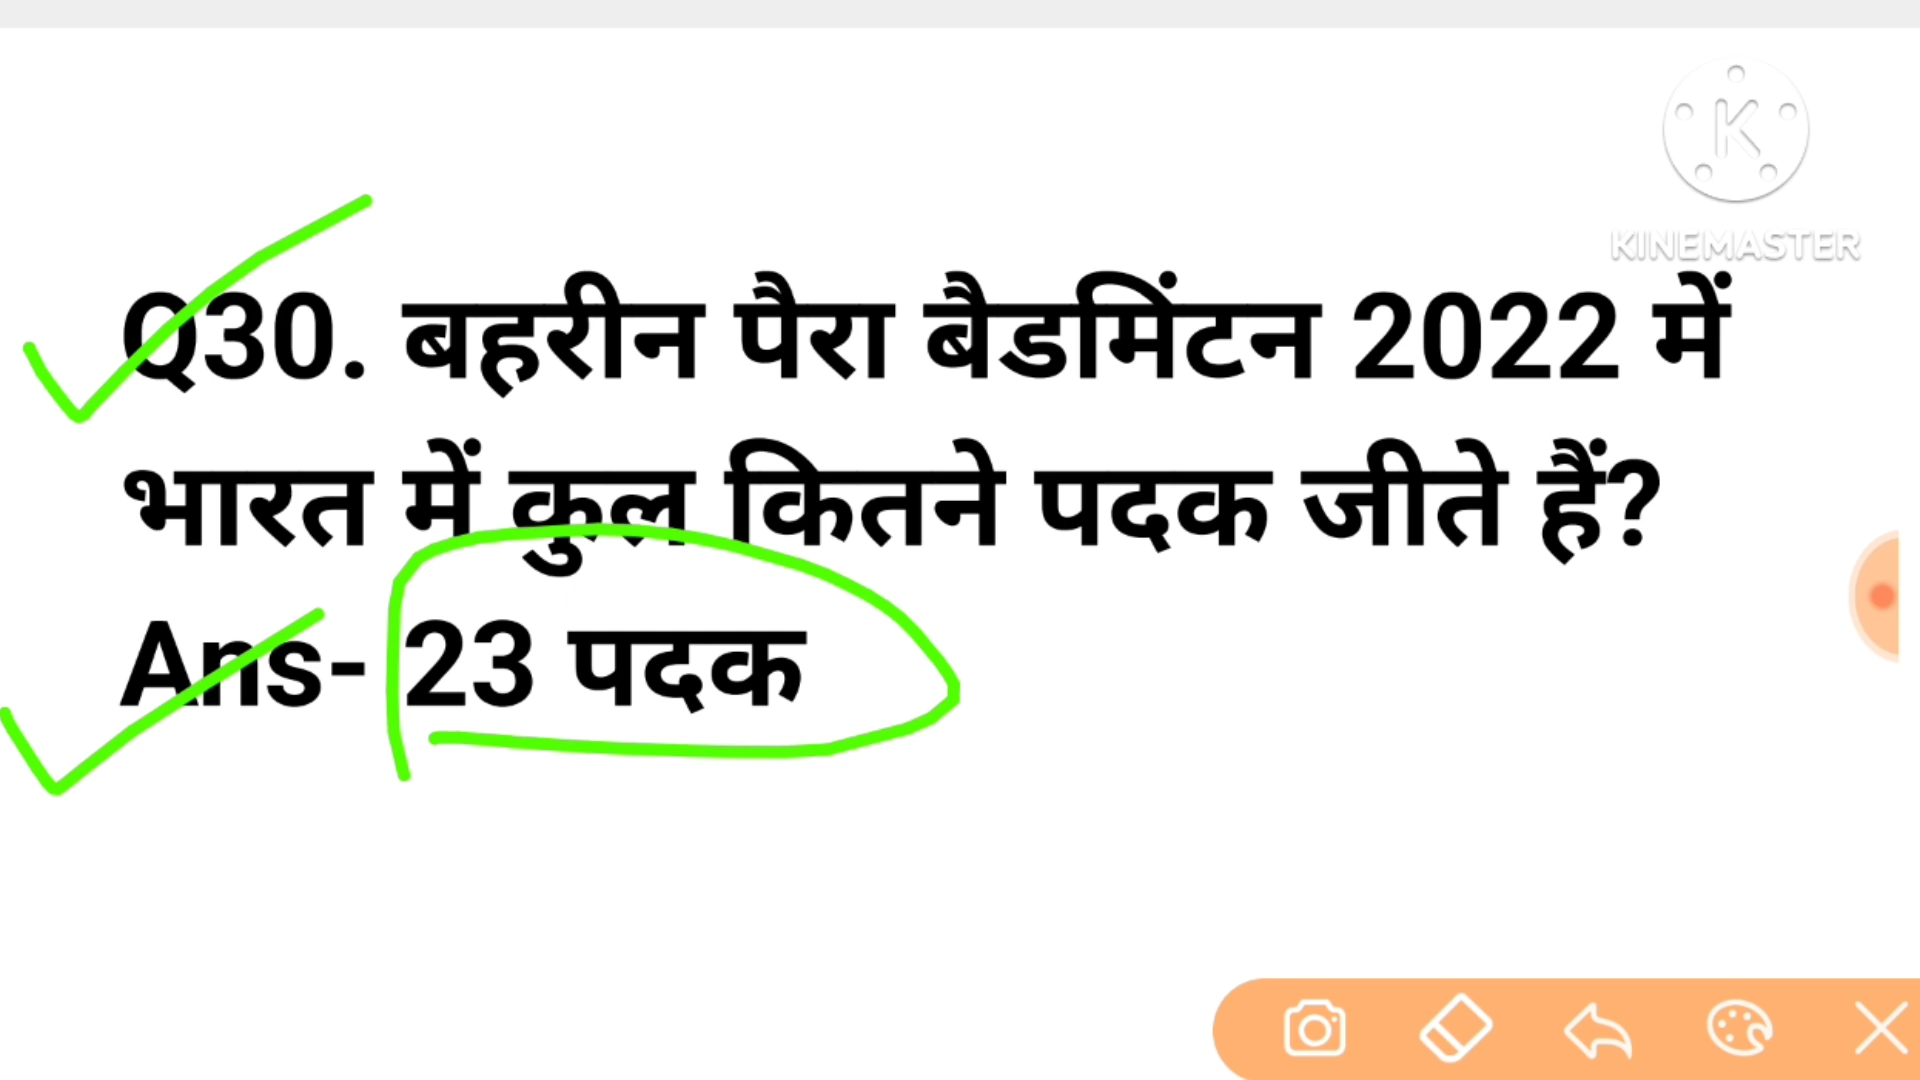 K
KINEMASTER
Q30. बहरीन पैरा बैडमिंटन 2022 में
भारत में कुल कितने पदक जीते हैं?
Ans- 23 पदक